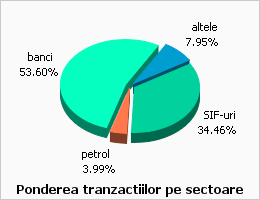 altele
7.95%
banci
53.60%
SIF-uri
34.46%
petrol
3.99%
Ponderea tranzactiilor pe sectoare